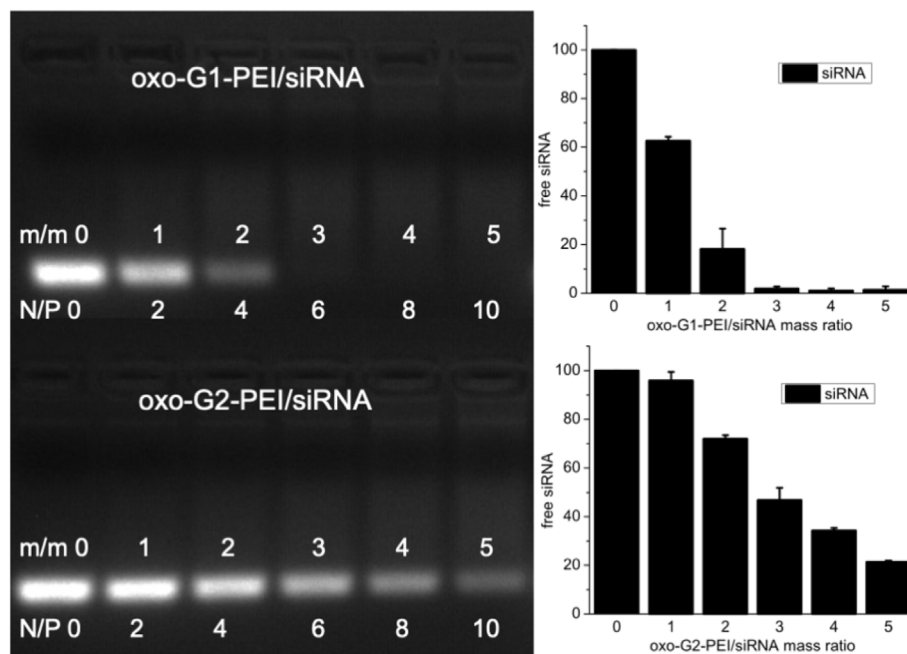 oxo-G1-PEI/siRNA
m/m 0 1 2 3 4 5
N/P 0 2 4 6 8 10
100
80
60
40
20
0
free siRNA
siRNA
0 1 2 3 4 5
oxo-G1-PEI/siRNA mass ratio
oxo-G2-PEI/siRNA
m/m 0 1 2 3 4 5
N/P 0 2 4 6 8 10
100
80
60
40
20
0
free siRNA
siRNA
0 1 2 3 4 5
oxo-G2-PEI/siRNA mass ratio